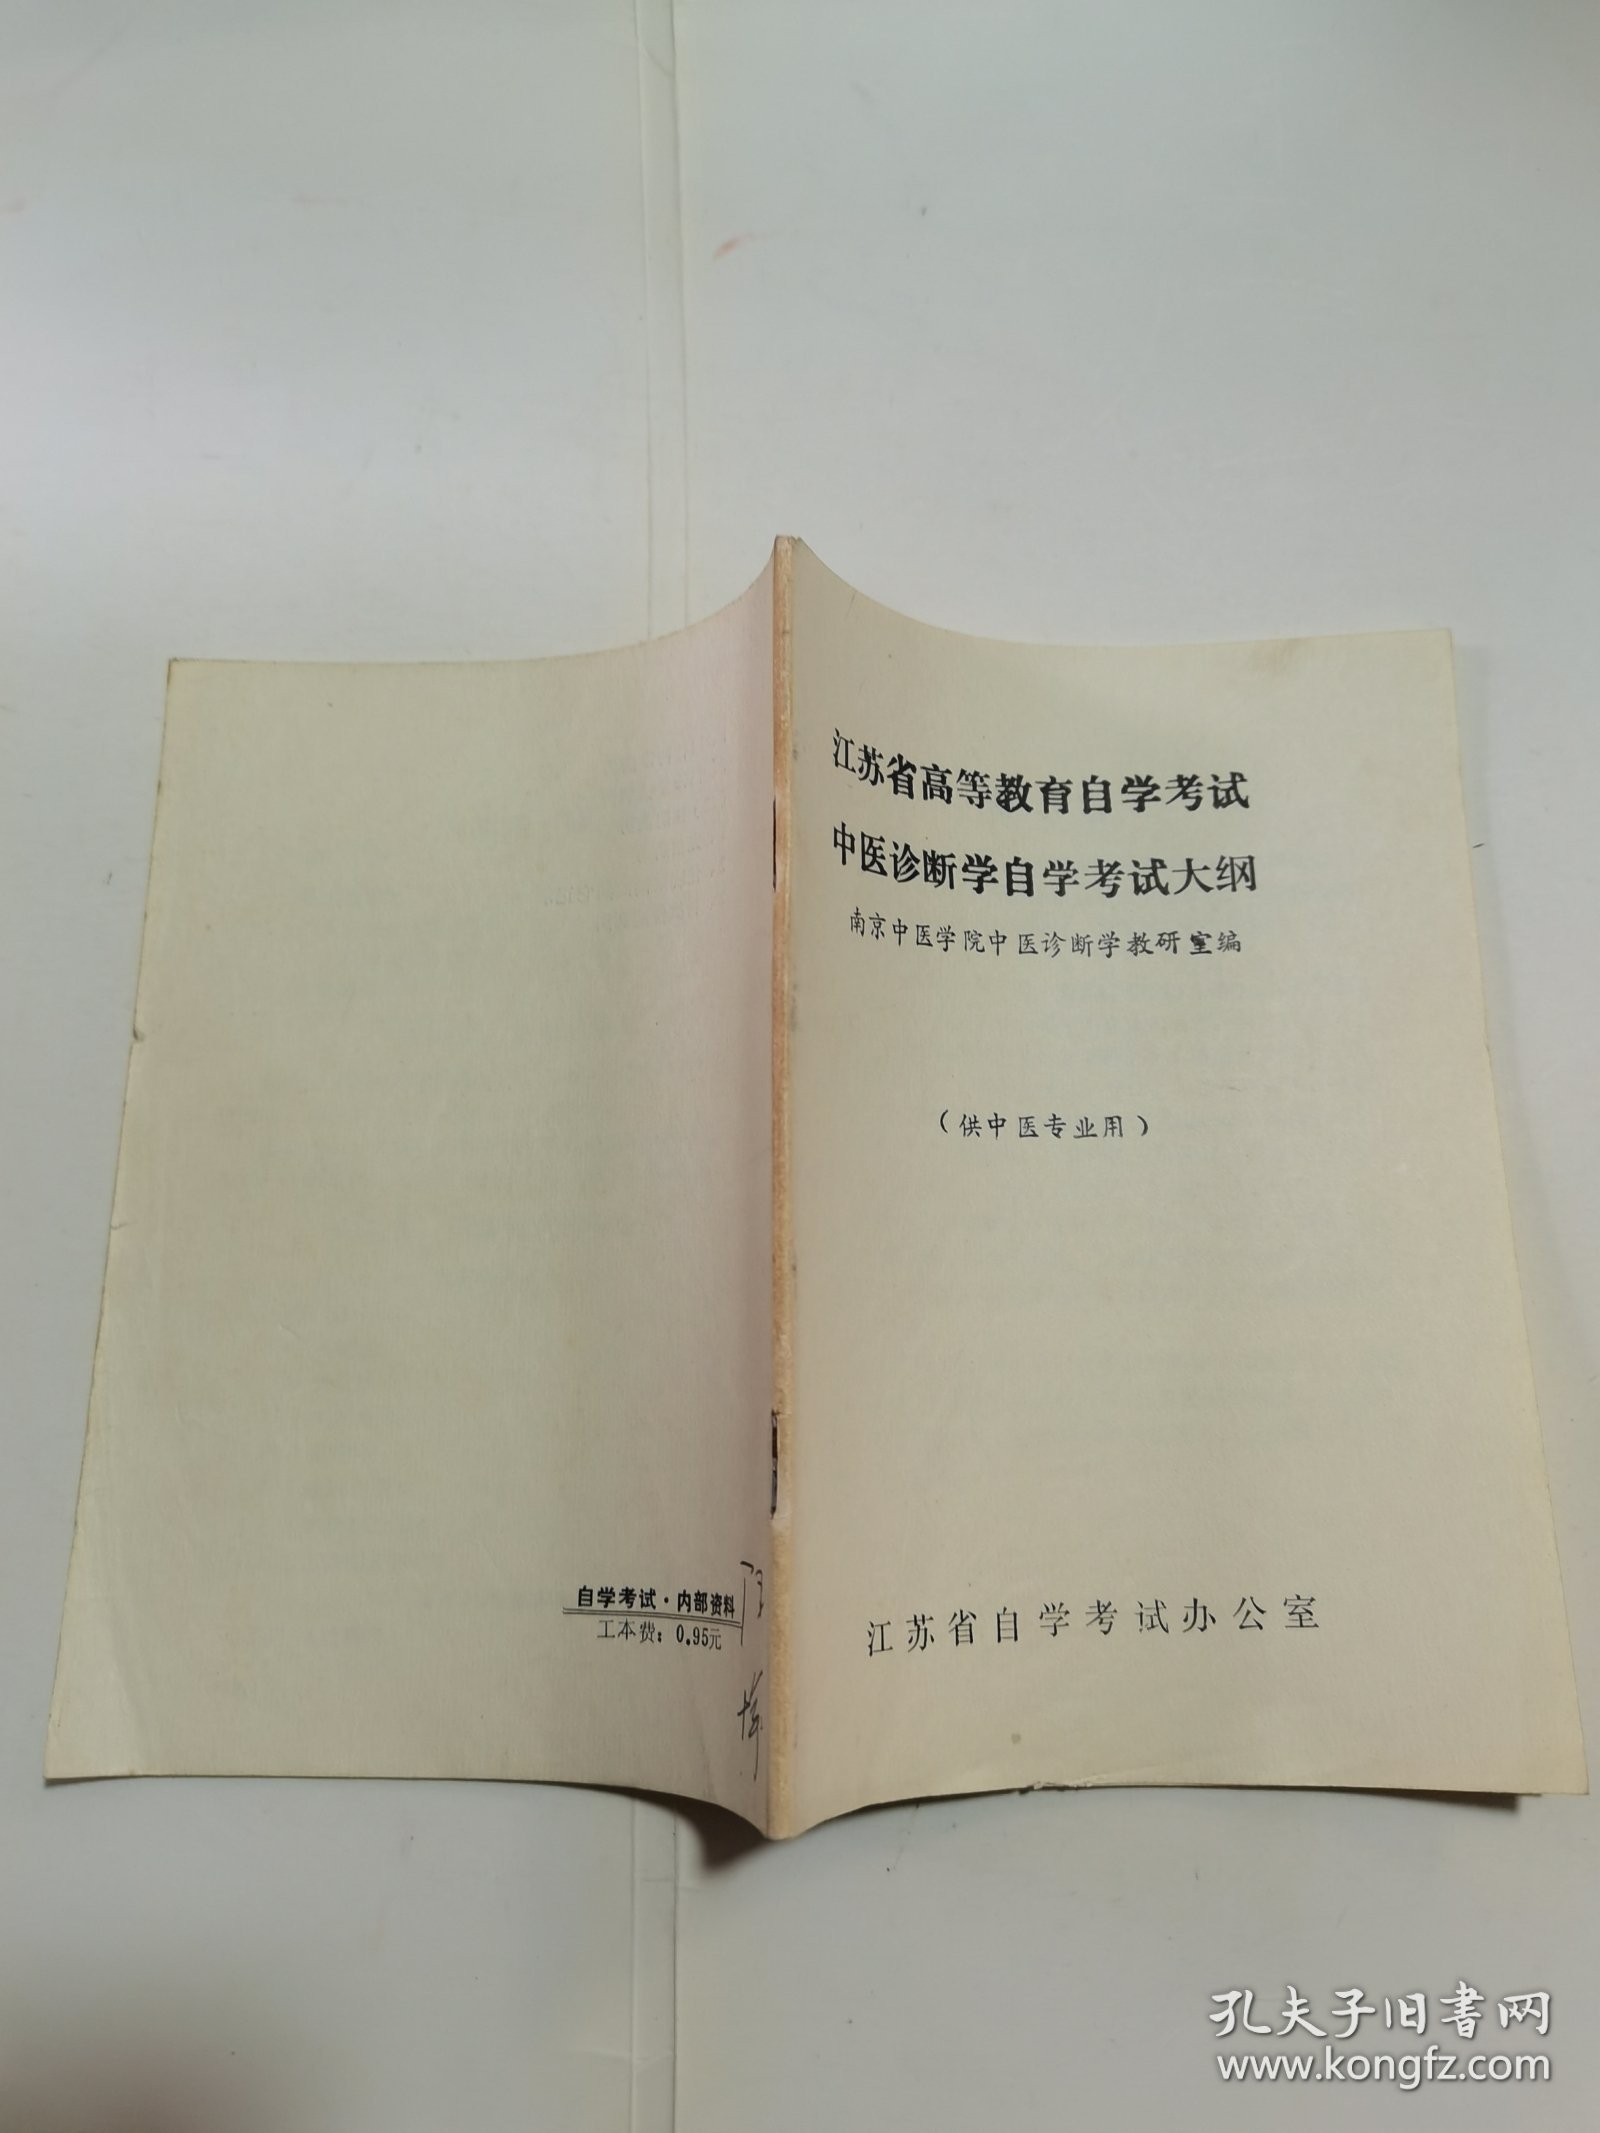 江苏省高等教育自学考试
中医诊断学自学考试大纲
南京中医学院中医诊断学教研室编
（供中医专业用）
江苏省自学考试办公室
自学考试·内部资料
工本费：0.95元
孔夫子旧书网
www.kongfz.com